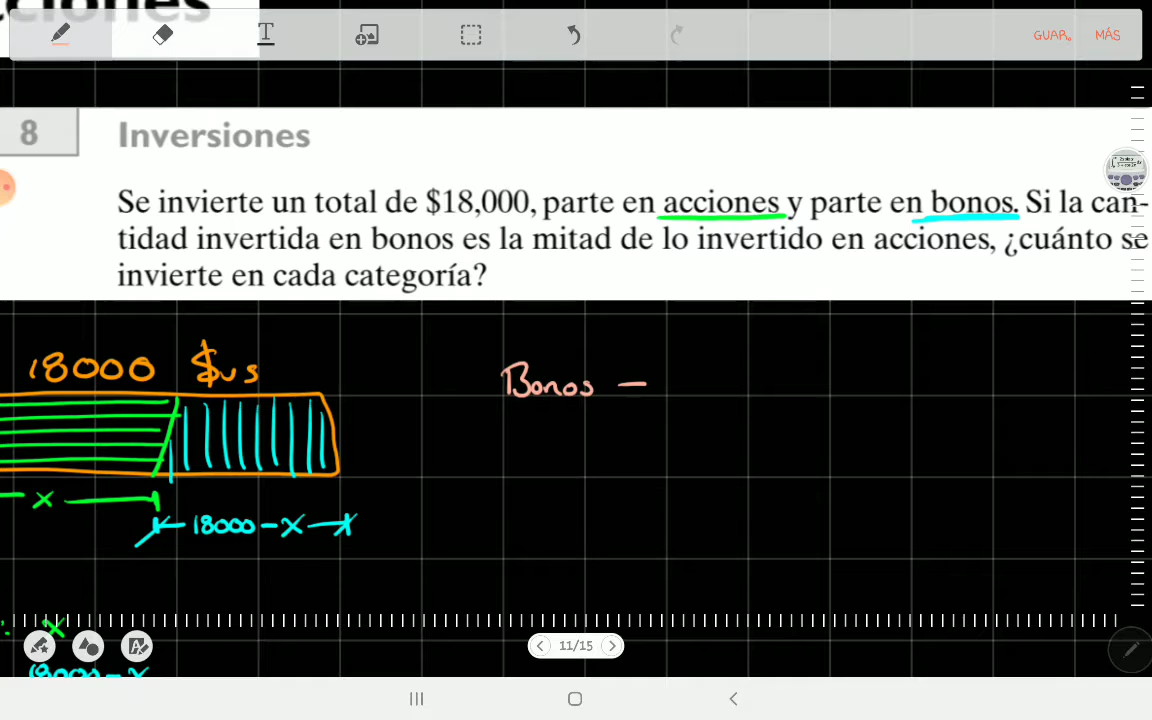 ciones
T
GUAR.
MÁS
8
Inversiones
Se invierte un total de $18,000, parte en acciones y parte en bonos. Si la can-
tidad invertida en bonos es la mitad de lo invertido en acciones, ¿cuánto se
invierte en cada categoría?
18000 $us
Bonos =
x
18000-x
: x
18000-x
11/15